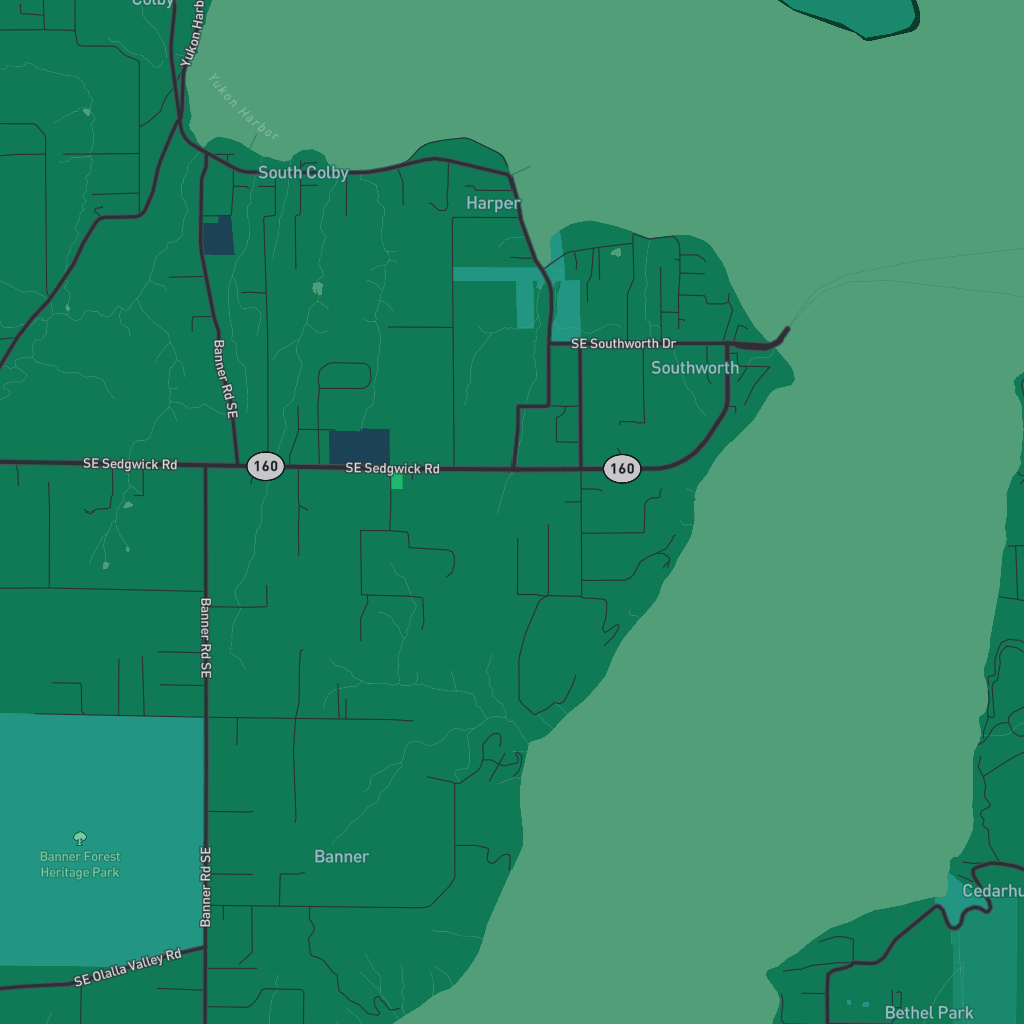 Colby
Yukon Harb
Yukon Harbor
South Colby
Harper
SE Southworth Dr
Southworth
Banner Rd SE
SE Sedgwick Rd
160
SE Sedgwick Rd
160
Banner Rd SE
Banner Forest
Heritage Park
Banner
Banner Rd SE
Cedarhu
SE Olalla Valley Rd
Bethel Park